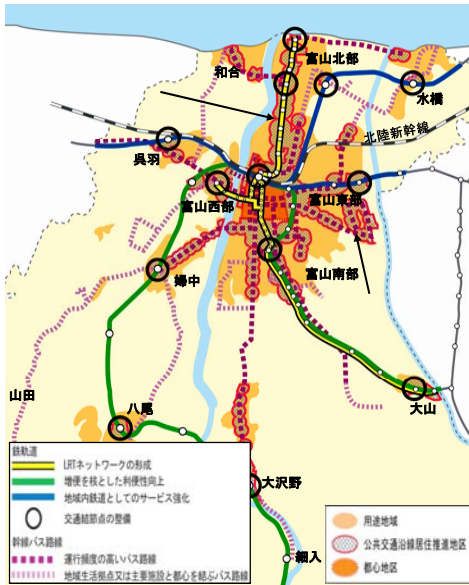 富山北部
和合
水橋
北陸新幹線
呉羽
富山西部
富山東部
富山南部
婦中
山田
八尾
大山
大沢野
細入
鉄軌道
LRTネットワークの形成
増便を核とした利便性向上
地域内鉄道としてのサービス強化
交通結節点の整備
幹線バス路線
運行頻度の高いバス路線
地域生活拠点又は主要施設と都心を結ぶバス路線
用途地域
公共交通沿線居住推進地区
都心地区